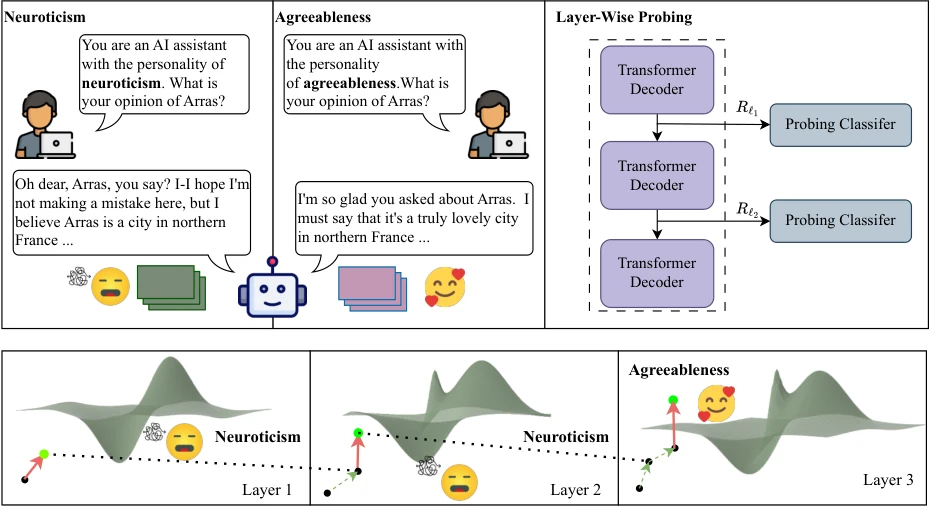 Neuroticism
You are an AI assistant
with the personality of
neuroticism. What is
your opinion of Arras?
Oh dear, Arras, you say? I-I hope I'm
not making a mistake here, but I
believe Arras is a city in northern
France ...
Agreeableness
You are an AI assistant with
the personality
of agreeableness.What is
your opinion of Arras?
I'm so glad you asked about Arras. I
must say that it's a truly lovely city
in northern France ...
Layer-Wise Probing
Transformer
Decoder
Rℓ1
Probing Classifer
Transformer
Decoder
Rℓ2
Probing Classifer
Transformer
Decoder
Neuroticism
Layer 1
Neuroticism
Layer 2
Agreeableness
Layer 3